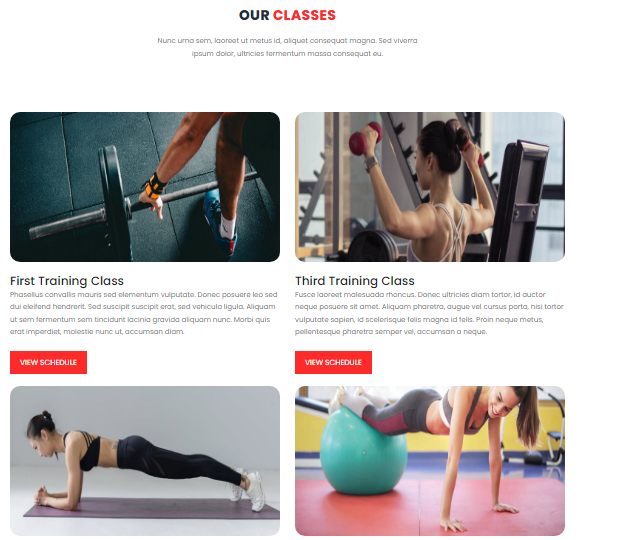 OUR CLASSES
Nunc urna sem, laoreet ut metus id, aliquet consequat magna. Sed viverra
ipsum dolor, ultricies fermentum massa consequat eu.
First Training Class
Phasellus convallis mauris sed elementum vulputate. Donec posuere leo sed
dui eleifend hendrerit. Sed suscipit suscipit erat, sed vehicula ligula. Aliquam
ut sem fermentum sem tincidunt lacinia gravida aliquam nunc. Morbi quis
erat imperdiet, molestie nunc ut, accumsan diam.
VIEW SCHEDULE
Third Training Class
Fusce laoreet malesuada rhoncus. Donec ultricies diam tortor, id auctor
neque posuere sit amet. Aliquam pharetra, augue vel cursus porta, nisi tortor
vulputate sapien, id scelerisque felis magna id felis. Proin neque metus,
pellentesque pharetra semper vel, accumsan a neque.
VIEW SCHEDULE